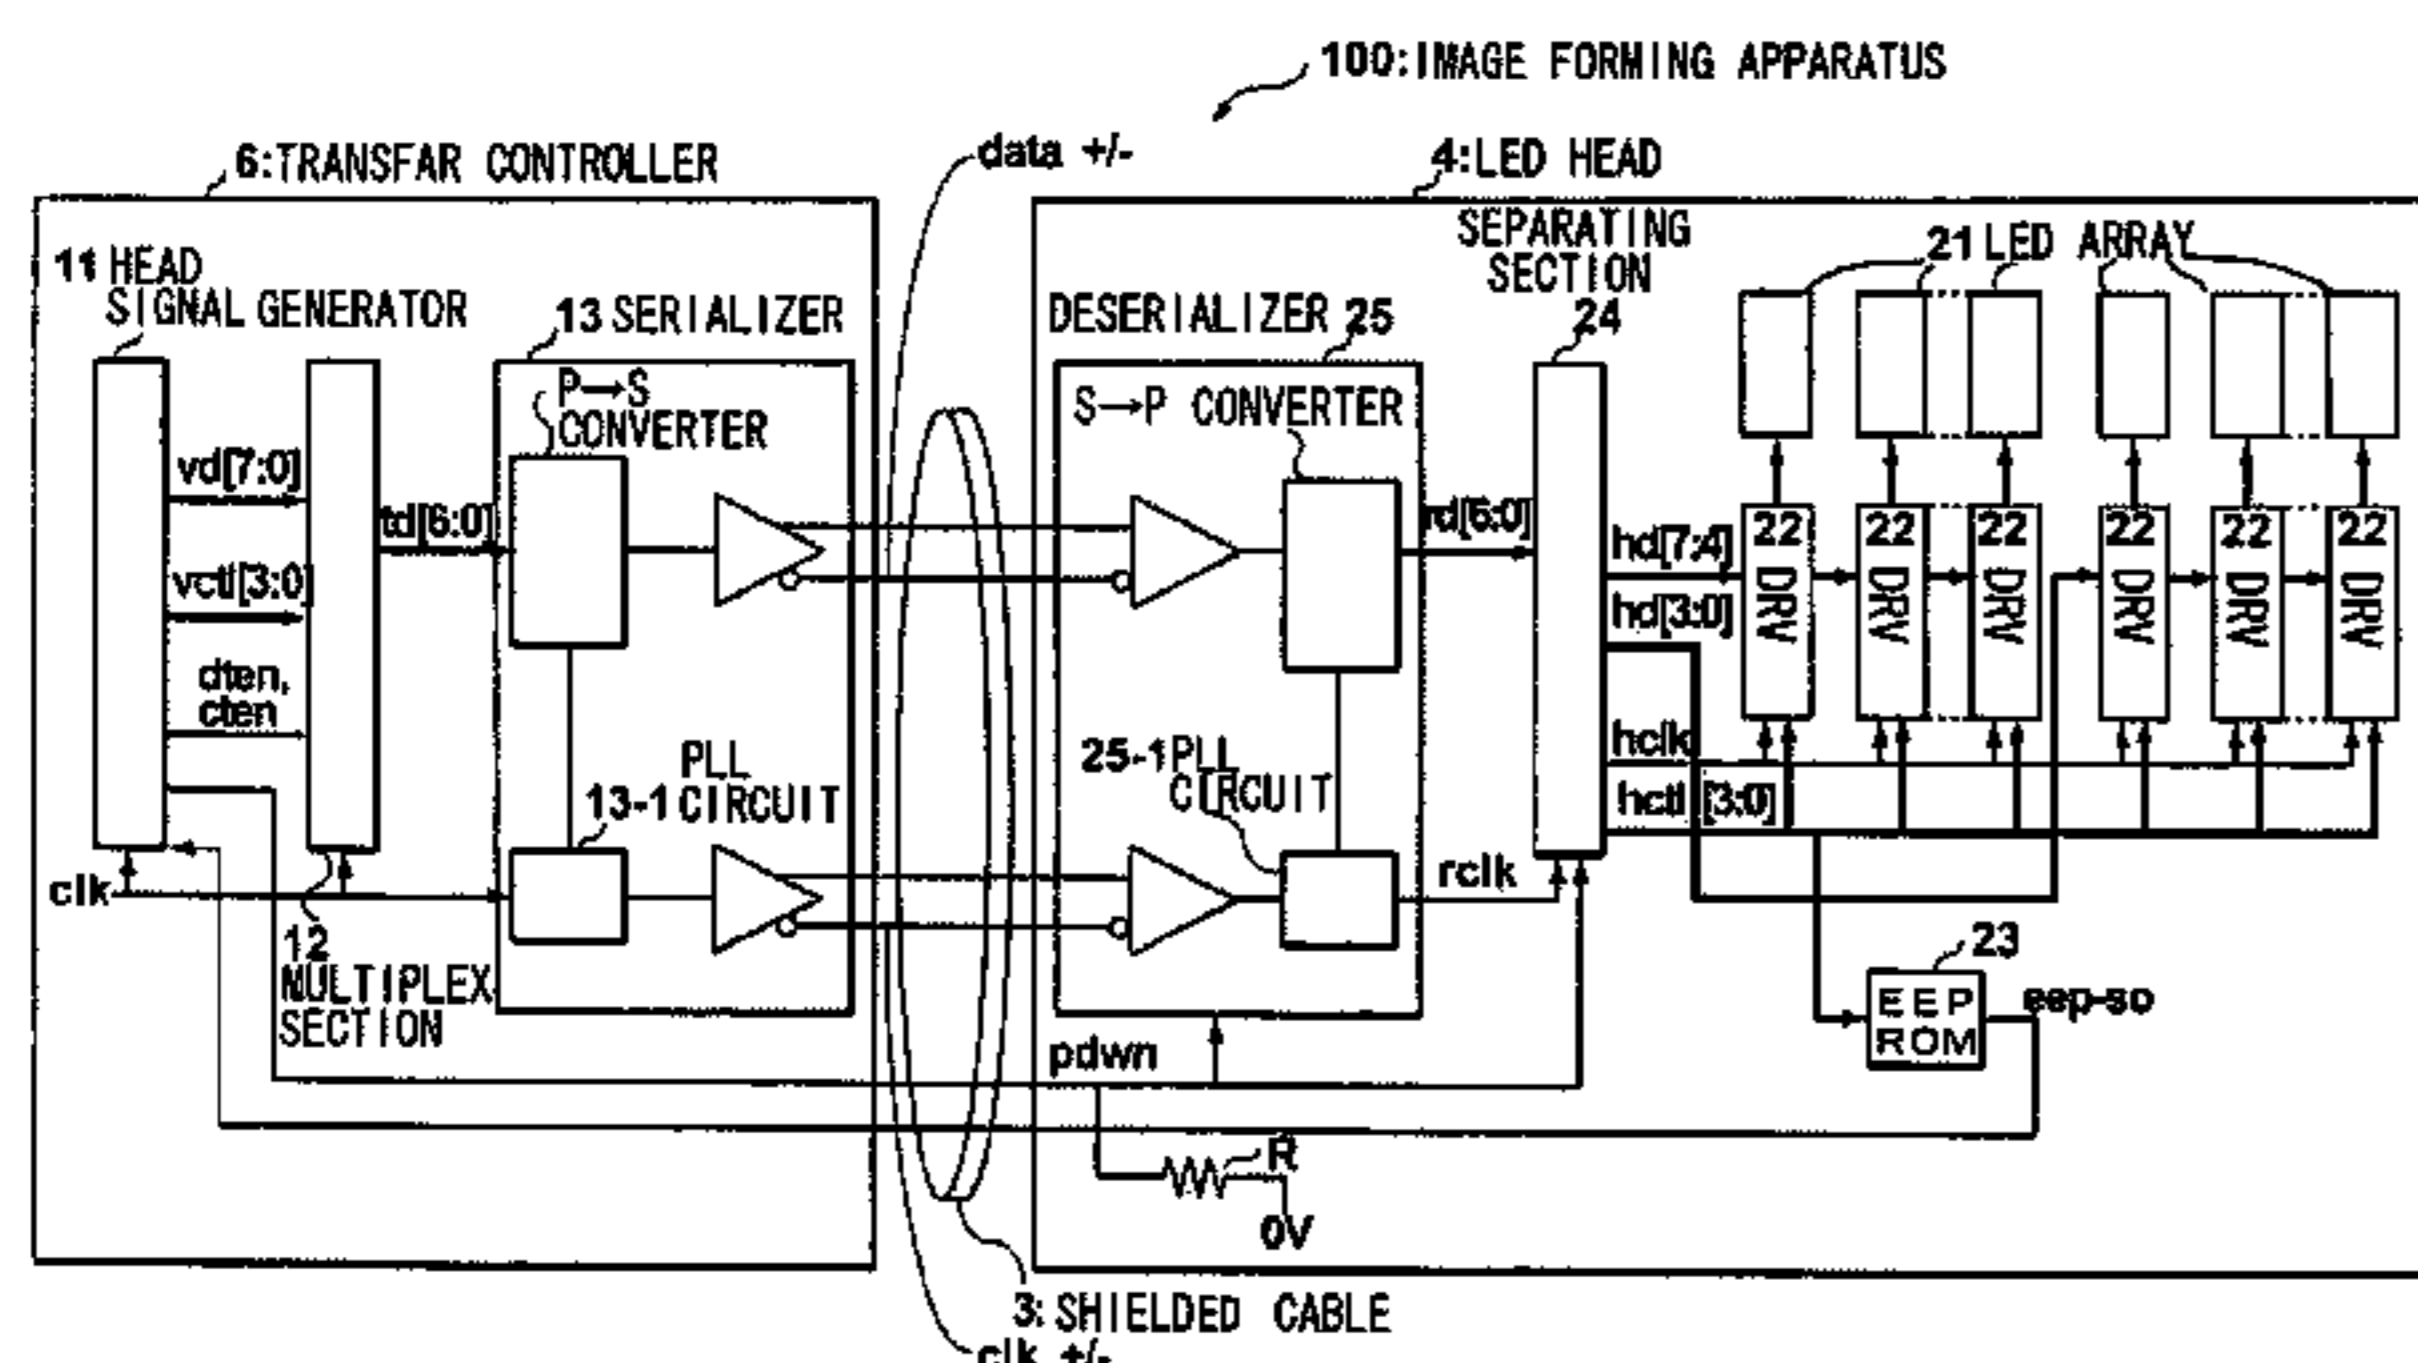 100:IMAGE FORMING APPARATUS
data +/-
6:TRANSFAR CONTROLLER
4:LED HEAD
11 HEAD
SIGNAL GENERATOR
13 SERIALIZER
P→S
CONVERTER
vd[7:0]
vctl[3:0]
dten,
cten
td[6:0]
PLL
13-1 CIRCUIT
clk
12
MULTIPLEX
SECTION
DESERIALIZER 25
S→P CONVERTER
25-1 PLL
CIRCUIT
SEPARATING
SECTION
24
rd[6:0]
rclk
pdwn
R
0V
21 LED ARRAY
hd[7:4]
hd[3:0]
hclk
hctl [3:0]
22 22 22 22 22 22
DRV DRV DRV DRV DRV DRV
23
EEP
ROM
eep-so
3:SHIELDED CABLE
clk +/-